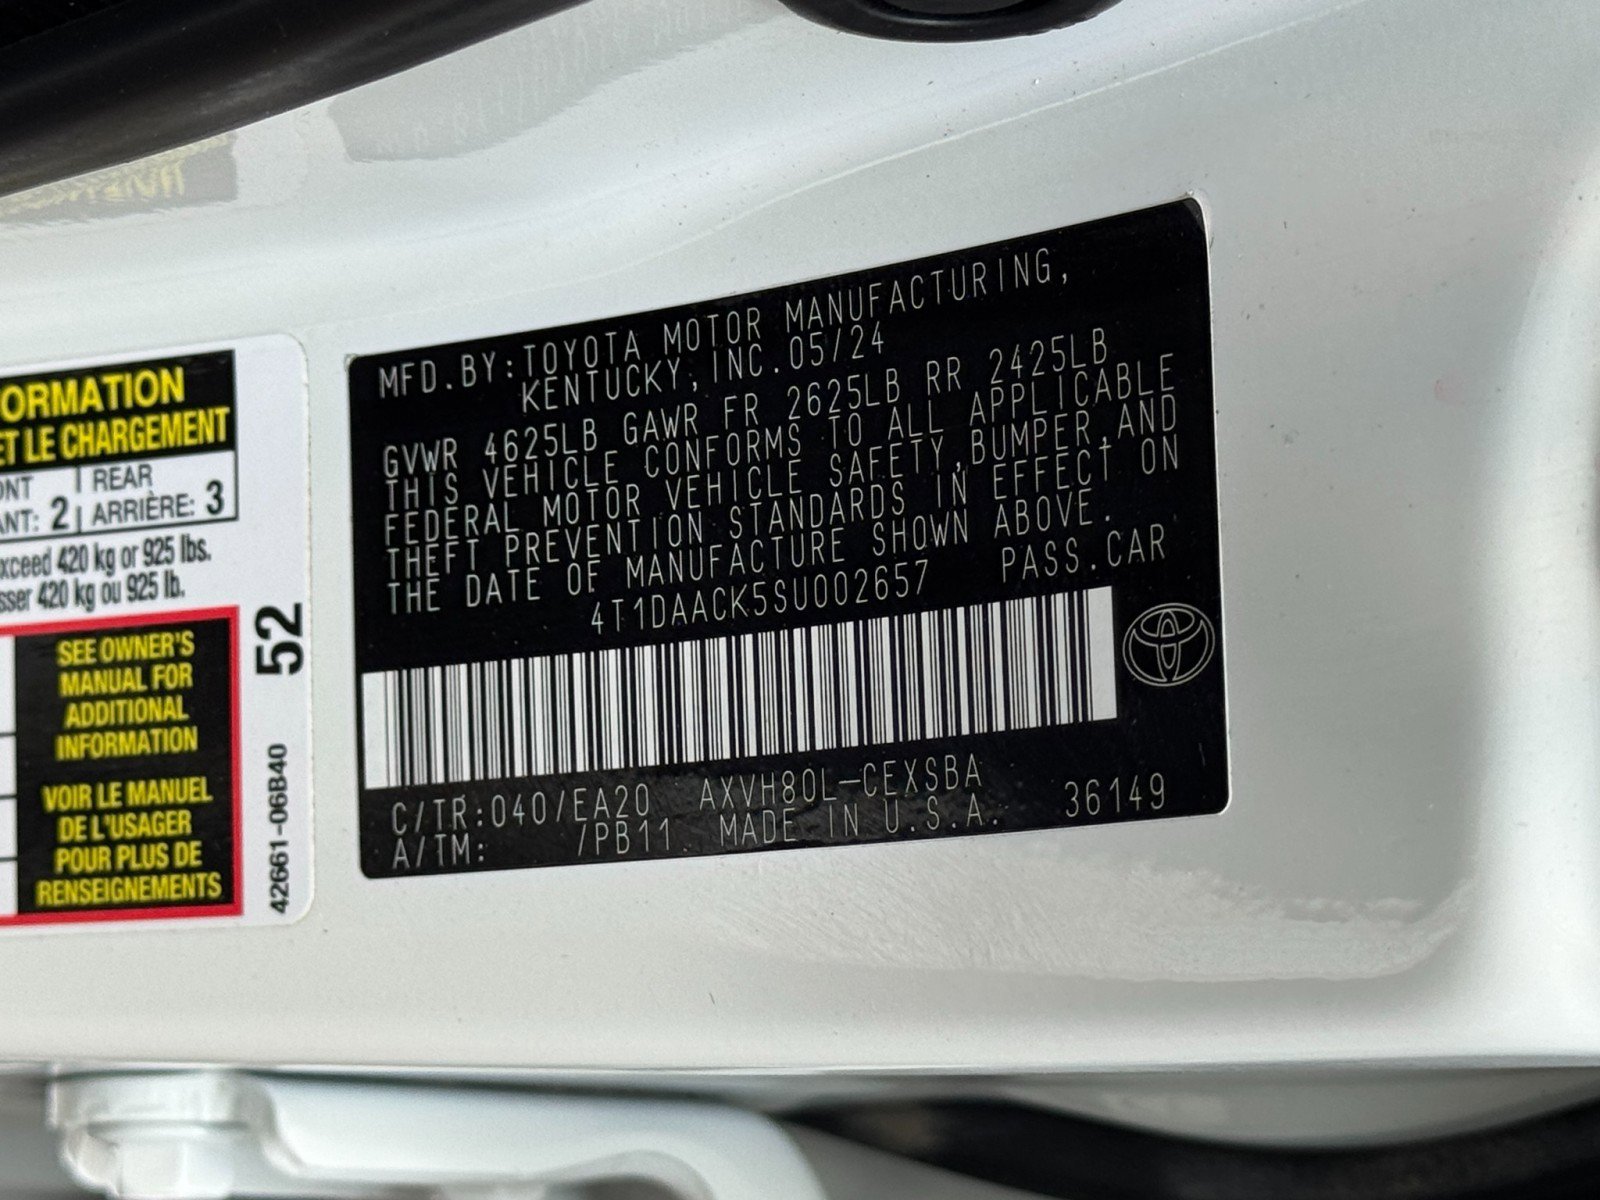 ORMATION
ET LE CHARGEMENT
ONT | REAR
ANT: 2 | ARRIÈRE: 3
xceed 420 kg or 925 lbs.
sser 420 kg ou 925 lb.
SEE OWNER'S
MANUAL FOR
ADDITIONAL
INFORMATION
VOIR LE MANUEL
DE L'USAGER
POUR PLUS DE
RENSEIGNEMENTS
52
42661-06B40
MFD.BY:TOYOTA MOTOR MANUFACTURING,
KENTUCKY,INC.05/24
GVWR 4625LB GAWR FR 2625LB RR 2425LB
THIS VEHICLE CONFORMS TO ALL APPLICABLE
FEDERAL MOTOR VEHICLE SAFETY,BUMPER,AND
THEFT PREVENTION STANDARDS IN EFFECT ON
THE DATE OF MANUFACTURE SHOWN ABOVE.
4T1DAACK5SU002657 PASS.CAR
C/TR:040/EA20 AXVH80L-CEXSBA 36149
A/TM: /PB11 MADE IN U.S.A.